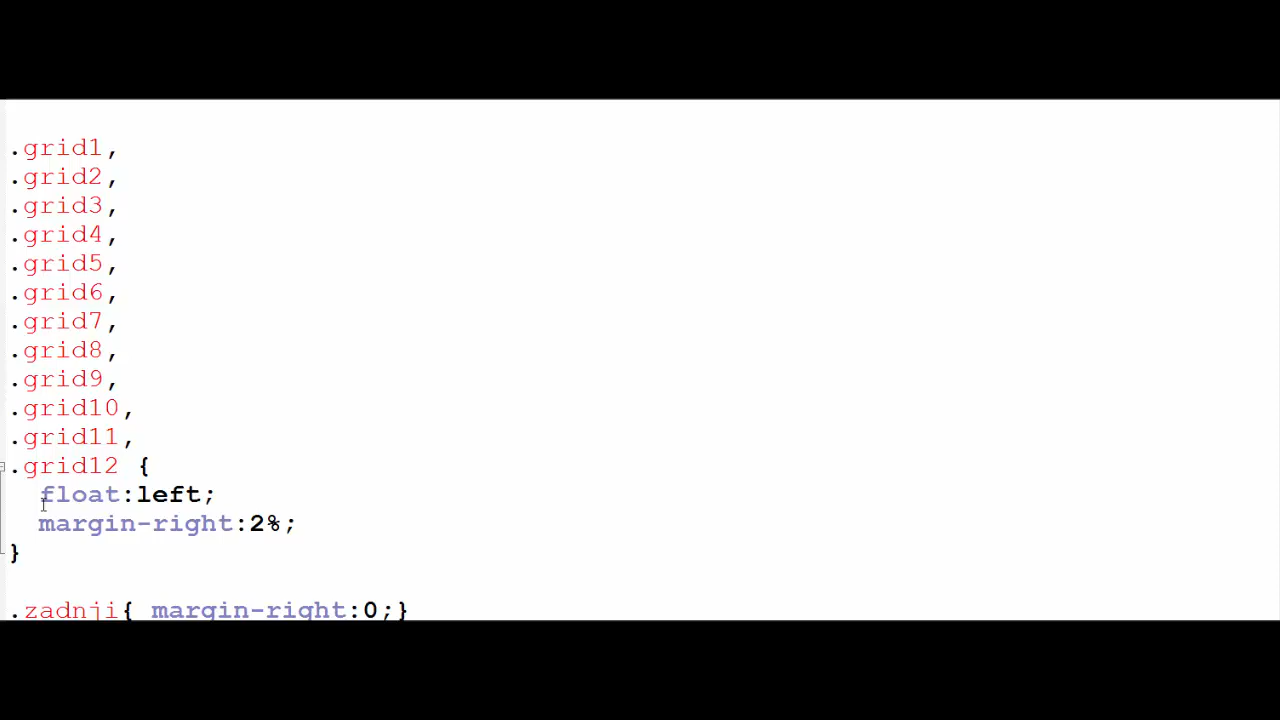 .grid1,
.grid2,
.grid3,
.grid4,
.grid5,
.grid6,
.grid7,
.grid8,
.grid9,
.grid10,
.grid11,
.grid12 {
float:left;
margin-right:2%;
}
.zadnji{ margin-right:0;}